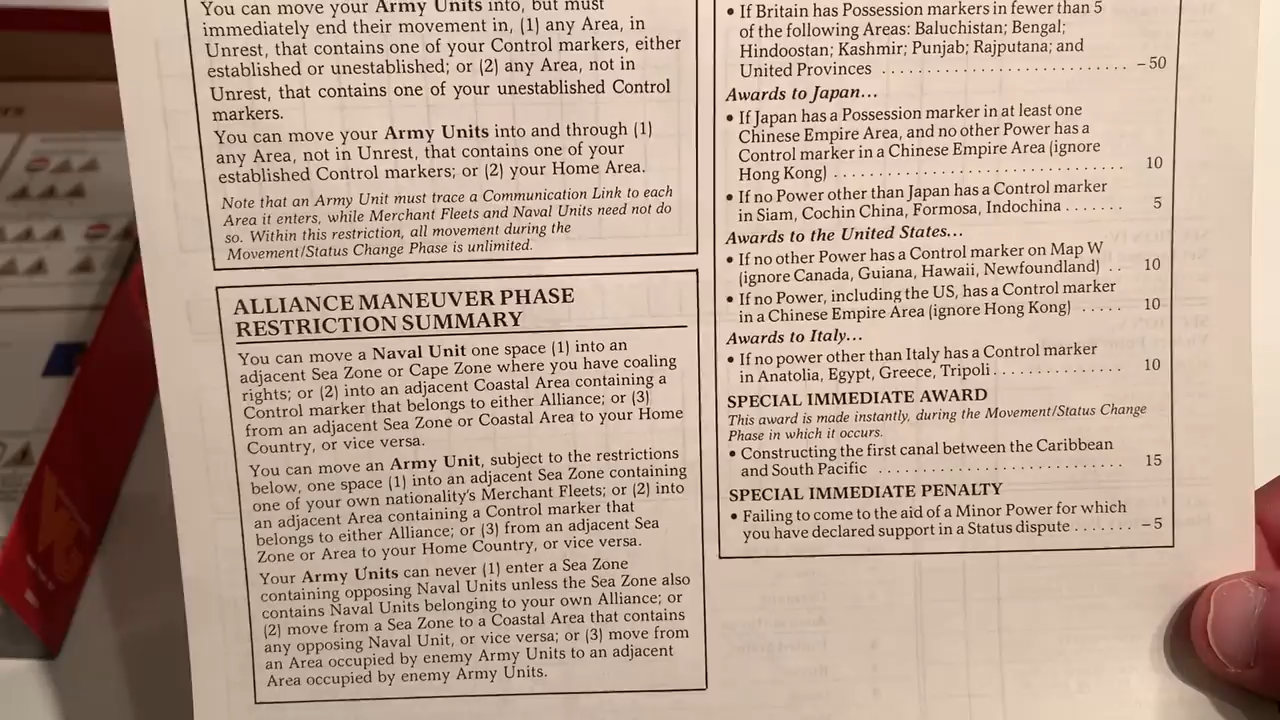 You can move your Army Units into, but must
immediately end their movement in, (1) any Area, in
Unrest, that contains one of your Control markers, either
established or unestablished; or (2) any Area, not in
Unrest, that contains one of your unestablished Control
markers.
You can move your Army Units into and through (1)
any Area, not in Unrest, that contains one of your
established Control markers; or (2) your Home Area.
Note that an Army Unit must trace a Communication Link to each
Area it enters, while Merchant Fleets and Naval Units need not do
so. Within this restriction, all movement during the
Movement/Status Change Phase is unlimited.
ALLIANCE MANEUVER PHASE
RESTRICTION SUMMARY
You can move a Naval Unit one space (1) into an
adjacent Sea Zone or Cape Zone where you have coaling
rights; or (2) into an adjacent Coastal Area containing a
Control marker that belongs to either Alliance; or (3)
from an adjacent Sea Zone or Coastal Area to your Home
Country, or vice versa.
You can move an Army Unit, subject to the restrictions
below, one space (1) into an adjacent Sea Zone containing
one of your own nationality's Merchant Fleets; or (2) into
an adjacent Area containing a Control marker that
belongs to either Alliance; or (3) from an adjacent Sea
Zone or Area to your Home Country, or vice versa.
Your Army Units can never (1) enter a Sea Zone
containing opposing Naval Units unless the Sea Zone also
contains Naval Units belonging to your own Alliance; or
(2) move from a Sea Zone to a Coastal Area that contains
any opposing Naval Unit, or vice versa; or (3) move from
an Area occupied by enemy Army Units to an adjacent
Area occupied by enemy Army Units.
• If Britain has Possession markers in fewer than 5
of the following Areas: Baluchistan; Bengal;
Hindoostan; Kashmir; Punjab; Rajputana; and
United Provinces . . . . . . . . . . . . . . . . . . . . . . . . . . −50
Awards to Japan...
• If Japan has a Possession marker in at least one
Chinese Empire Area, and no other Power has a
Control marker in a Chinese Empire Area (ignore
Hong Kong) . . . . . . . . . . . . . . . . . . . . . . . . . . . . . . 10
• If no Power other than Japan has a Control marker
in Siam, Cochin China, Formosa, Indochina . . . . . . . 5
Awards to the United States...
• If no other Power has a Control marker on Map W
(ignore Canada, Guiana, Hawaii, Newfoundland) . . 10
• If no Power, including the US, has a Control marker
in a Chinese Empire Area (ignore Hong Kong) . . . . . 10
Awards to Italy...
• If no power other than Italy has a Control marker
in Anatolia, Egypt, Greece, Tripoli . . . . . . . . . . . . . . 10
SPECIAL IMMEDIATE AWARD
This award is made instantly, during the Movement/Status Change
Phase in which it occurs.
• Constructing the first canal between the Caribbean
and South Pacific . . . . . . . . . . . . . . . . . . . . . . . . . . 15
SPECIAL IMMEDIATE PENALTY
• Failing to come to the aid of a Minor Power for which
you have declared support in a Status dispute . . . . . . . −5